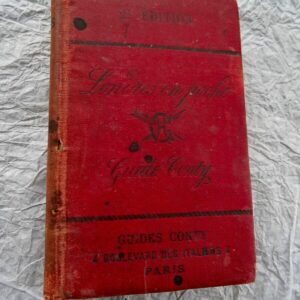 EDITION
Londres en poche
Guide Conty
GUIDES CONTY
4 BOULEVARD DES ITALIENS
PARIS